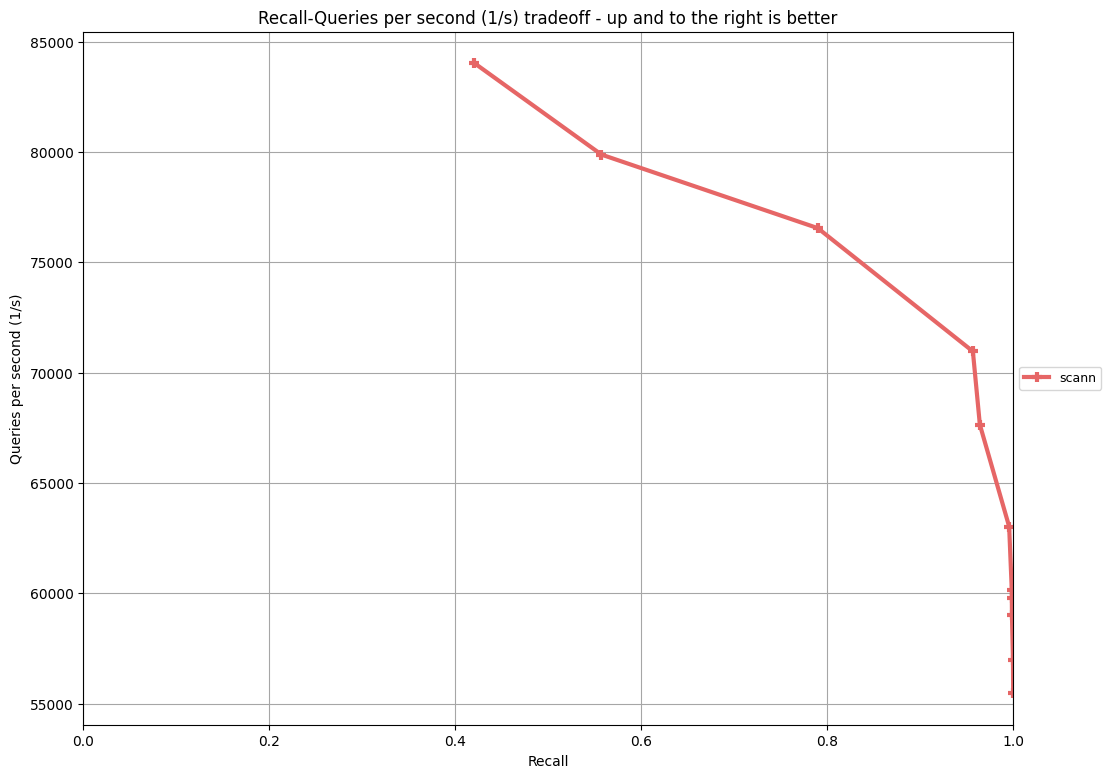 Recall-Queries per second (1/s) tradeoff - up and to the right is better
85000
80000
75000
70000
65000
60000
55000
Queries per second (1/s)
0.0 0.2 0.4 0.6 0.8 1.0
Recall
scann